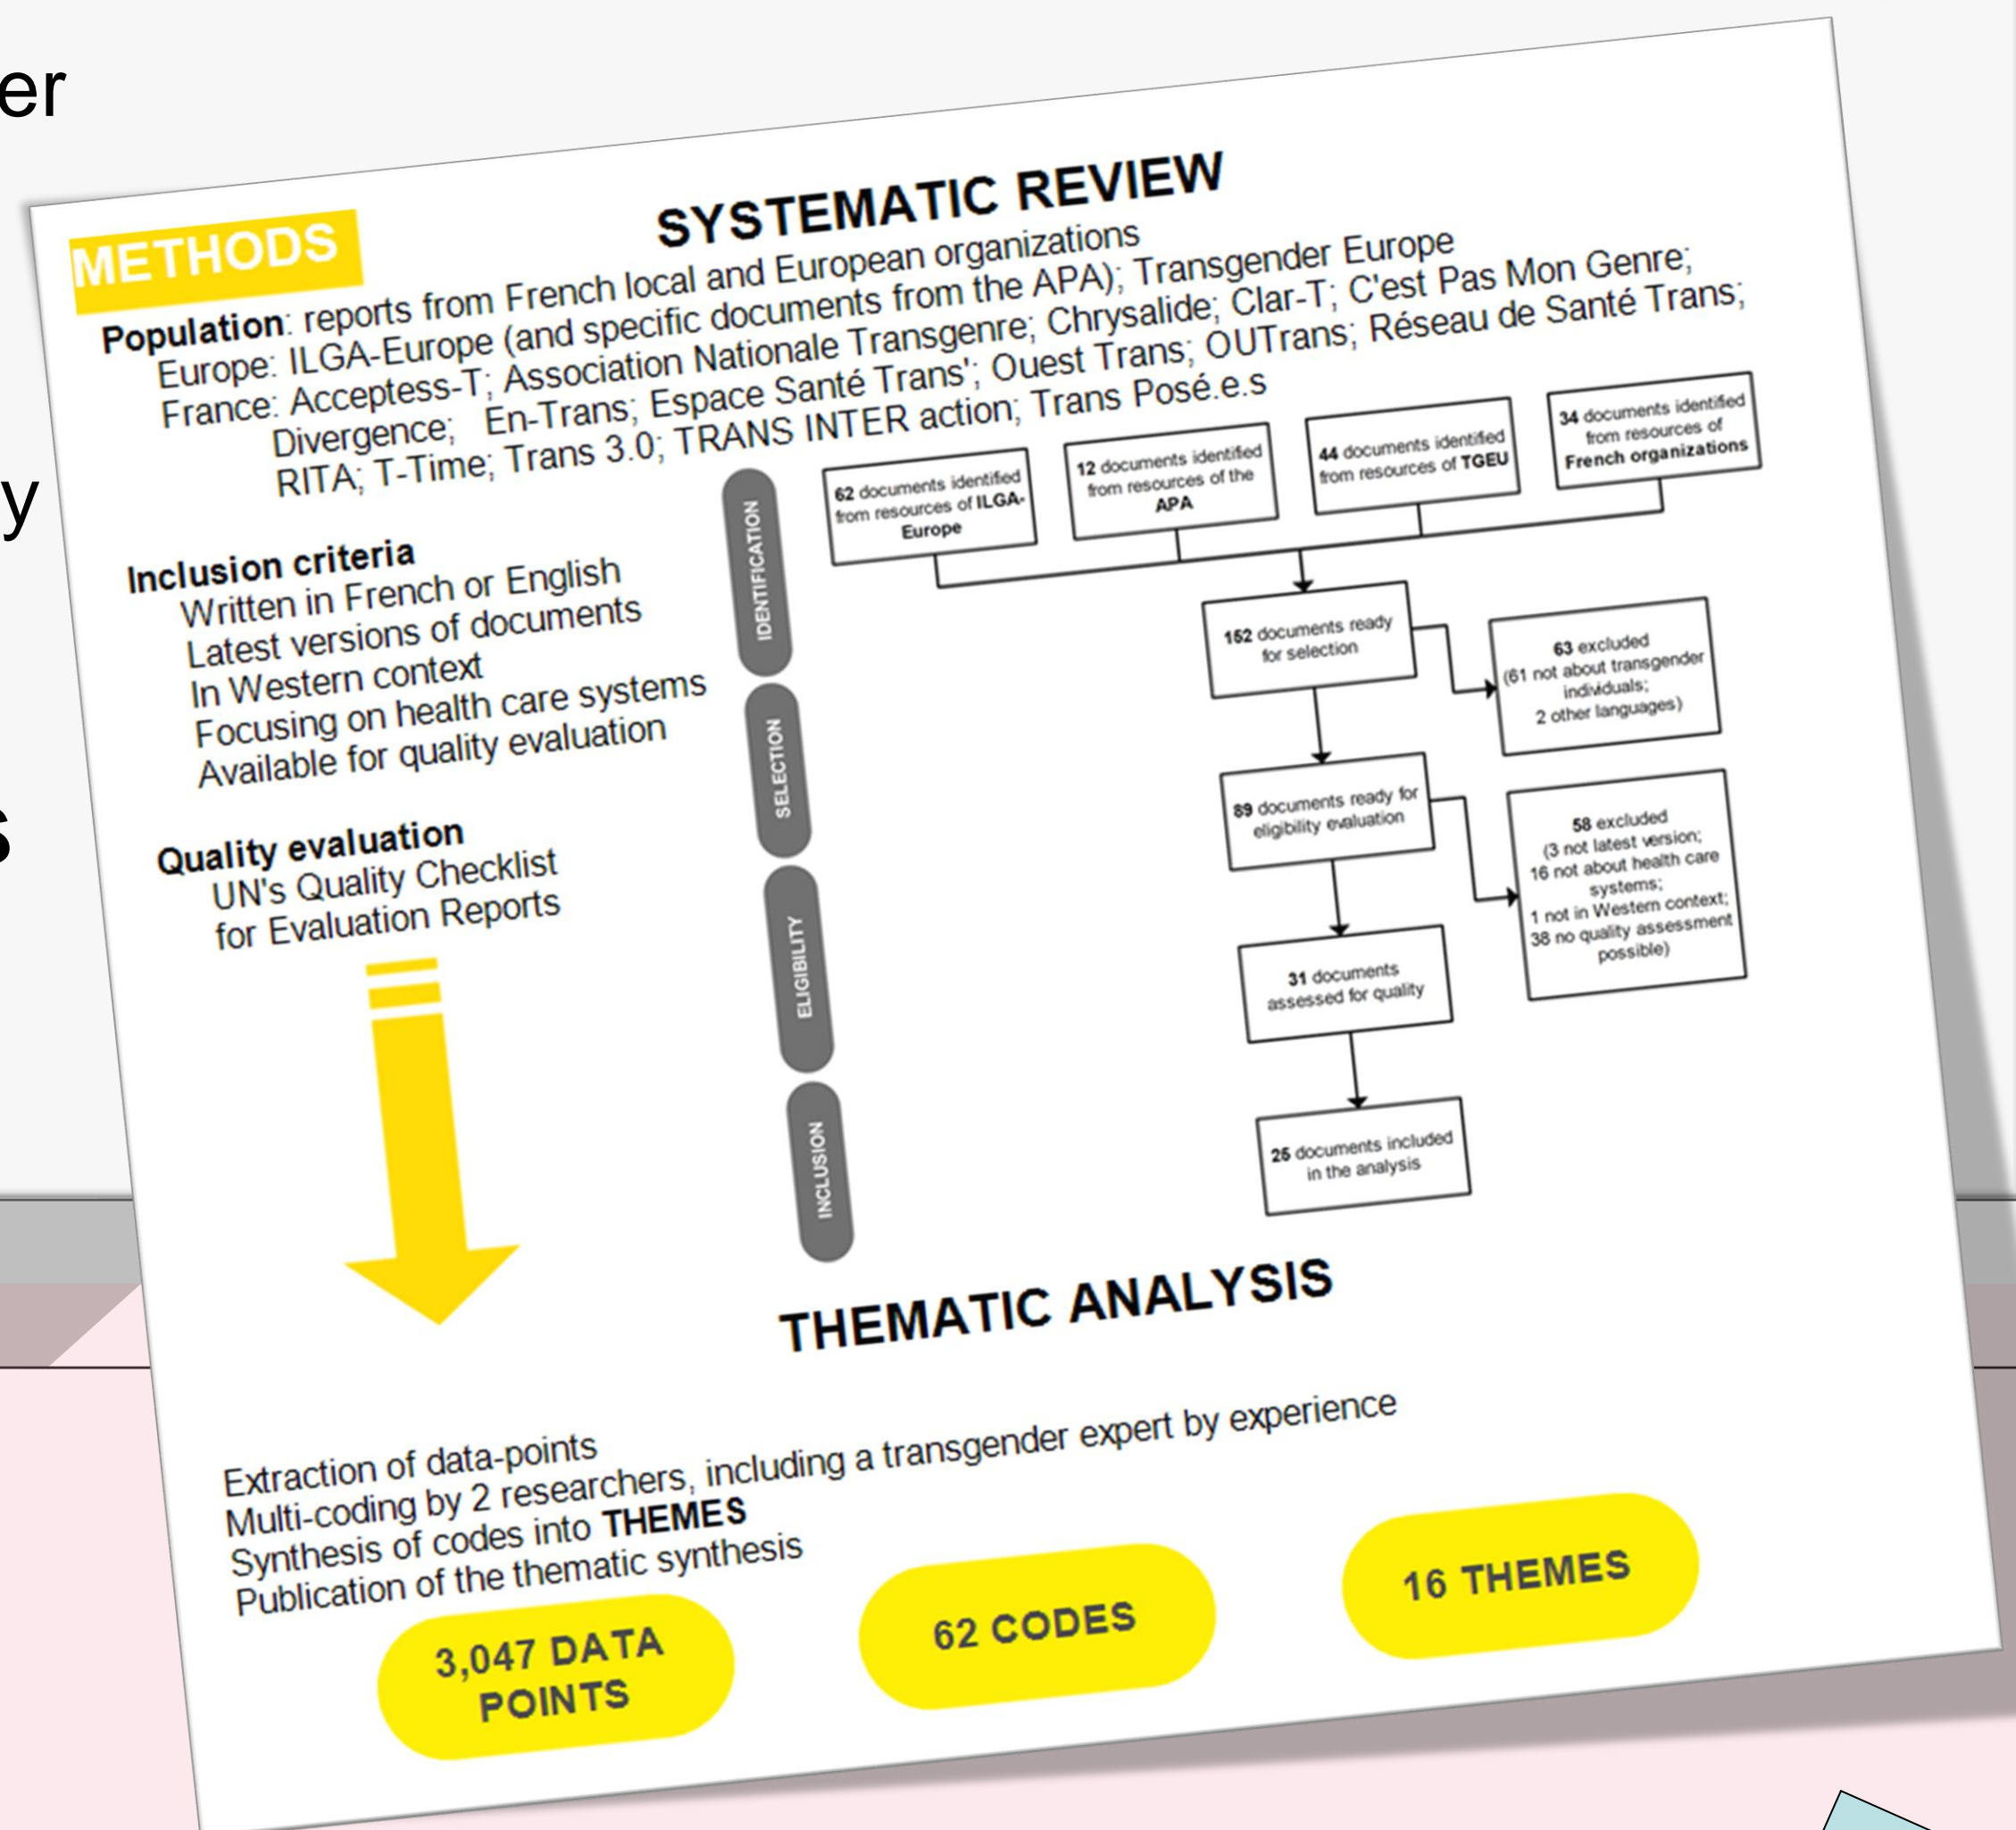 er
y
s
METHODS
SYSTEMATIC REVIEW
Population: reports from French local and European organizations
Europe: ILGA-Europe (and specific documents from the APA); Transgender Europe
France: Acceptess-T; Association Nationale Transgenre; Chrysalide; Clar-T; C'est Pas Mon Genre;
Divergence; En-Trans; Espace Santé Trans'; Ouest Trans; OUTrans; Réseau de Santé Trans;
RITA; T-Time; Trans 3.0; TRANS INTER action; Trans Posé.e.s
Inclusion criteria
Written in French or English
Latest versions of documents
In Western context
Focusing on health care systems
Available for quality evaluation
Quality evaluation
UN's Quality Checklist
for Evaluation Reports
IDENTIFICATION
SELECTION
ELIGIBILITY
INCLUSION
62 documents identified
from resources of ILGA-
Europe
12 documents identified
from resources of the
APA
44 documents identified
from resources of TGEU
34 documents identified
from resources of
French organizations
152 documents ready
for selection
63 excluded
(61 not about transgender
individuals;
2 other languages)
89 documents ready for
eligibility evaluation
58 excluded
(3 not latest version;
16 not about health care
systems;
1 not in Western context;
38 no quality assessment
possible)
31 documents
assessed for quality
25 documents included
in the analysis
THEMATIC ANALYSIS
Extraction of data-points
Multi-coding by 2 researchers, including a transgender expert by experience
Synthesis of codes into THEMES
Publication of the thematic synthesis
3,047 DATA
POINTS
62 CODES
16 THEMES